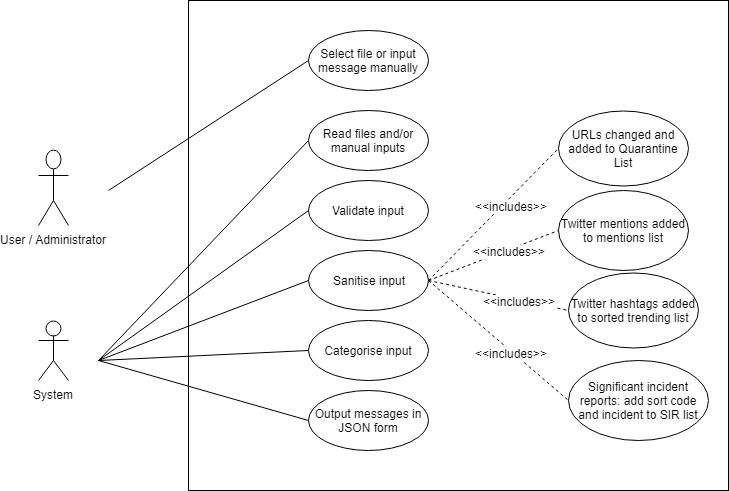 Select file or input
message manually
Read files and/or
manual inputs
URLs changed and
added to Quarantine
List
Validate input
<<includes>>
User / Administrator
Twitter mentions added
to mentions list
<<includes>>
Sanitise input
<<includes>>
Twitter hashtags added
to sorted trending list
Categorise input
<<includes>>
System
Output messages in
JSON form
Significant incident
reports: add sort code
and incident to SIR list